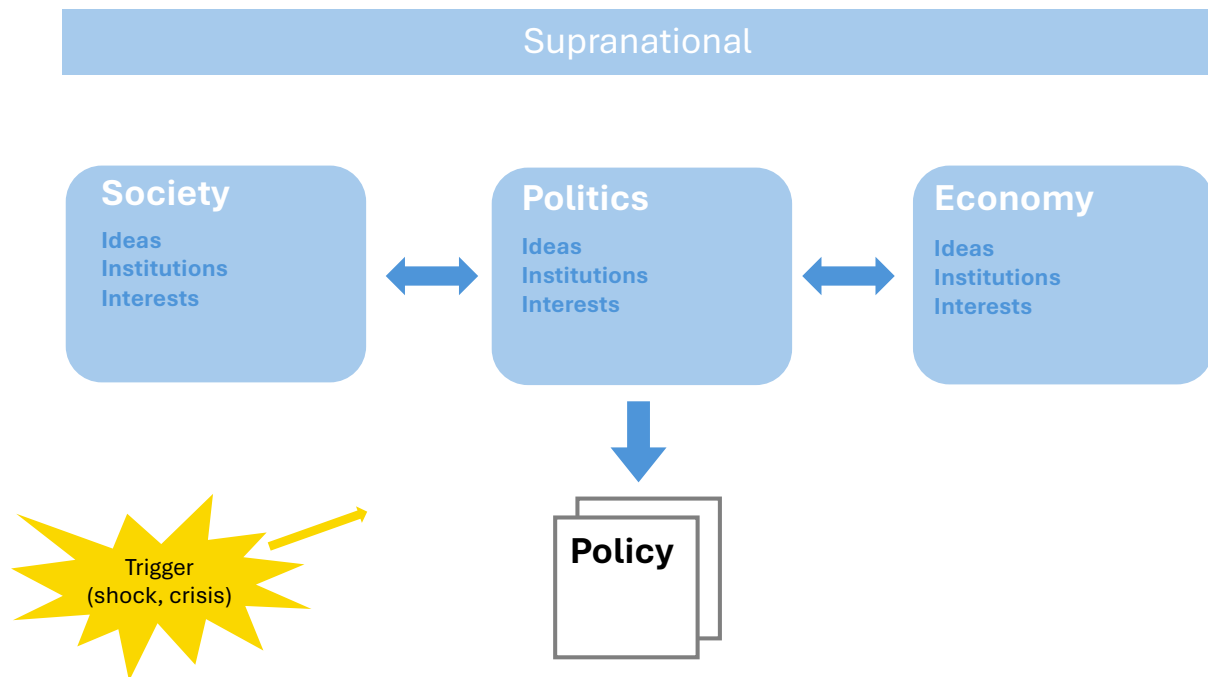 Supranational
Society
Ideas
Institutions
Interests
Politics
Ideas
Institutions
Interests
Economy
Ideas
Institutions
Interests
Trigger
(shock, crisis)
Policy